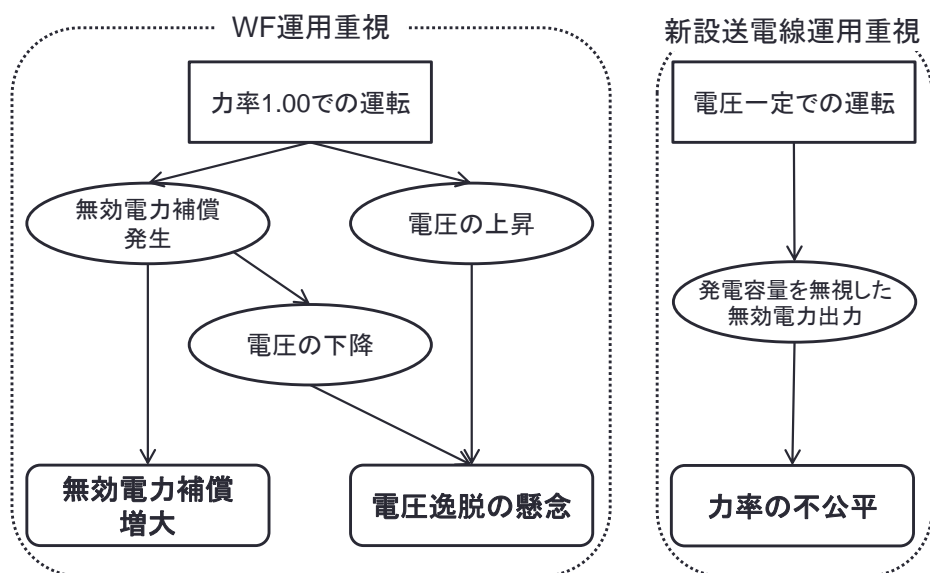 WF運用重視
力率1.00での運転
無効電力補償
発生
電圧の上昇
電圧の下降
無効電力補償
増大
電圧逸脱の懸念
新設送電線運用重視
電圧一定での運転
発電容量を無視した
無効電力出力
力率の不公平